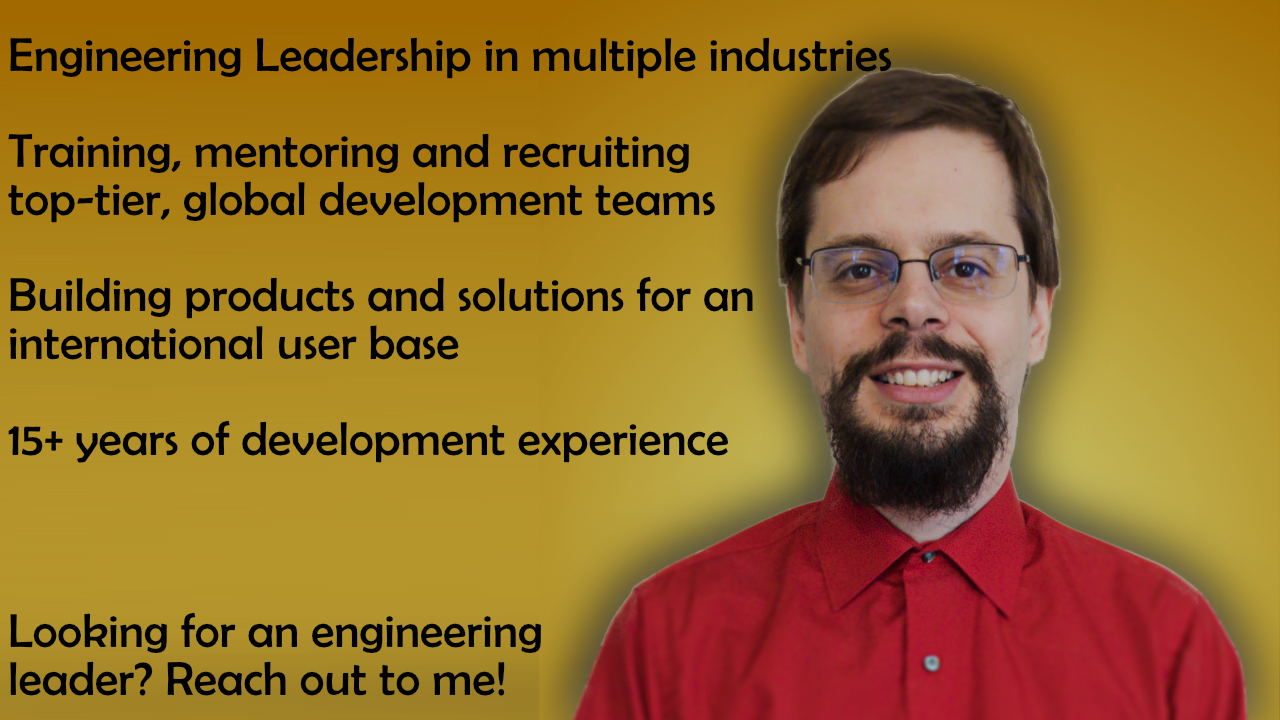 Engineering Leadership in multiple industries
Training, mentoring and recruiting
top-tier, global development teams
Building products and solutions for an
international user base
15+ years of development experience
Looking for an engineering
leader? Reach out to me!